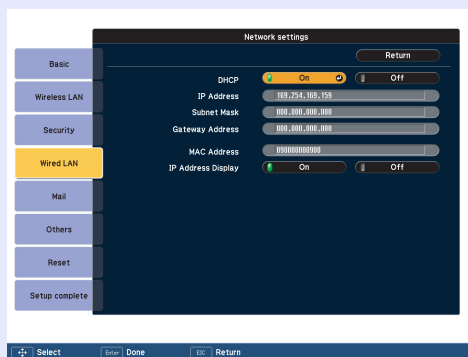 Network settings
Return
Basic
Wireless LAN
Security
Wired LAN
Mail
Others
Reset
Setup complete
DHCP On Off
IP Address 169.254.169.159
Subnet Mask 000.000.000.000
Gateway Address 000.000.000.000
MAC Address 090000000900
IP Address Display On Off
Select Enter Done ESC Return